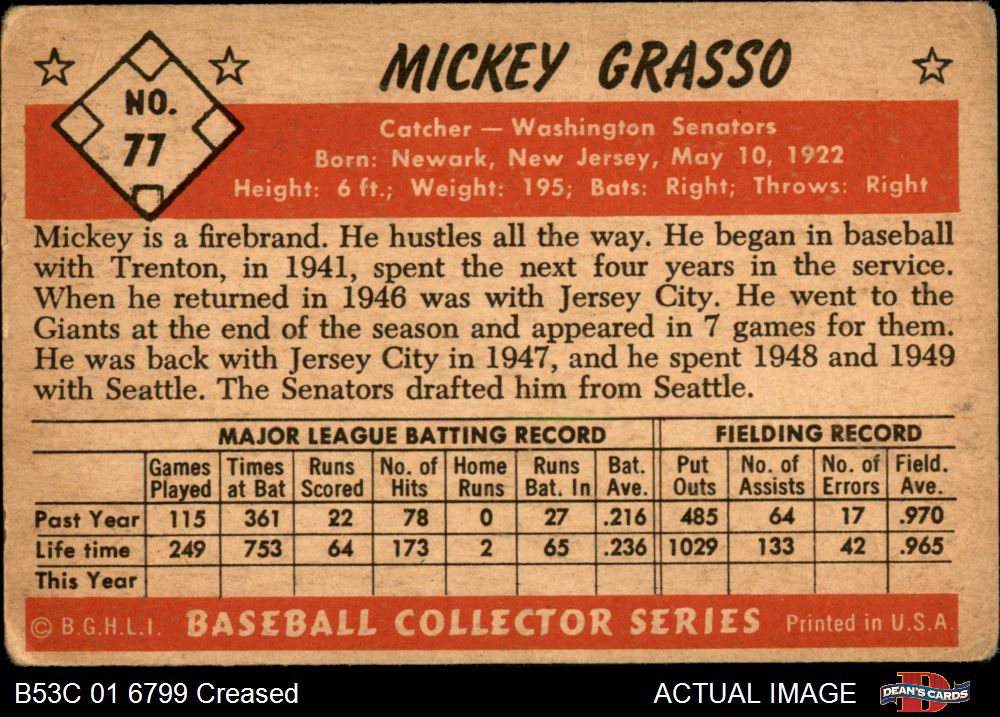 MICKEY GRASSO
NO.
77
Catcher — Washington Senators
Born: Newark, New Jersey, May 10, 1922
Height: 6 ft.; Weight: 195; Bats: Right; Throws: Right
Mickey is a firebrand. He hustles all the way. He began in baseball
with Trenton, in 1941, spent the next four years in the service.
When he returned in 1946 was with Jersey City. He went to the
Giants at the end of the season and appeared in 7 games for them.
He was back with Jersey City in 1947, and he spent 1948 and 1949
with Seattle. The Senators drafted him from Seattle.
MAJOR LEAGUE BATTING RECORD FIELDING RECORD
Games Times Runs No. of Home Runs Bat. Put No. of No. of Field.
Played at Bat Scored Hits Runs Bat. In Ave. Outs Assists Errors Ave.
Past Year 115 361 22 78 0 27 .216 485 64 17 .970
Life time 249 753 64 173 2 65 .236 1029 133 42 .965
This Year
© B.G.H.L.I. BASEBALL COLLECTOR SERIES Printed in U.S.A.
B53C 01 6799 Creased ACTUAL IMAGE DEAN'S CARDS